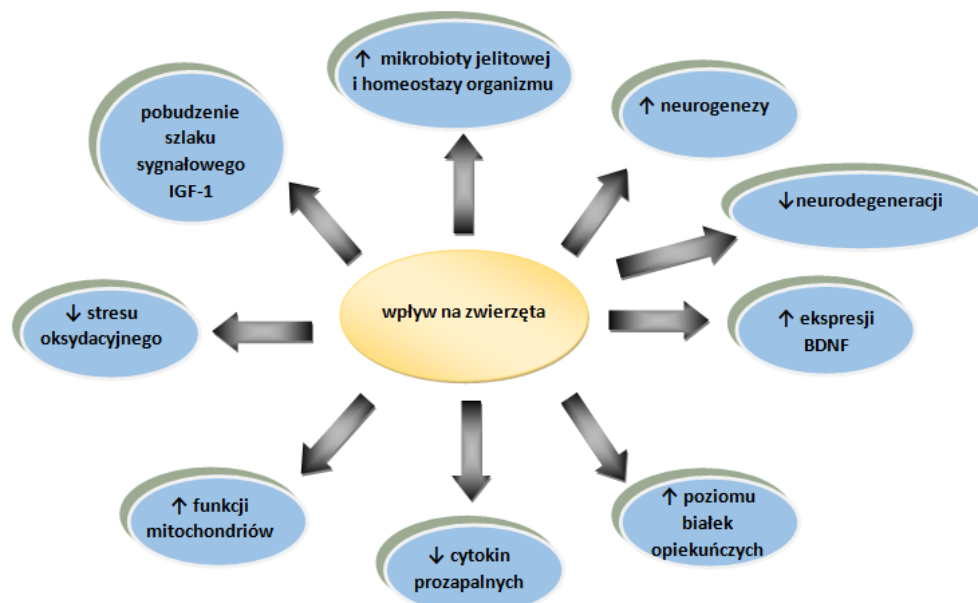 ↑ mikrobioty jelitowej
i homeostazy organizmu
↑ neurogenezy
pobudzenie
szlaku
sygnałowego
IGF-1
↓neurodegeneracji
wpływ na zwierzęta
↓ stresu
oksydacyjnego
↑ ekspresji
BDNF
↑ funkcji
mitochondriów
↓ cytokin
prozapalnych
↑ poziomu
białek
opiekuńczych